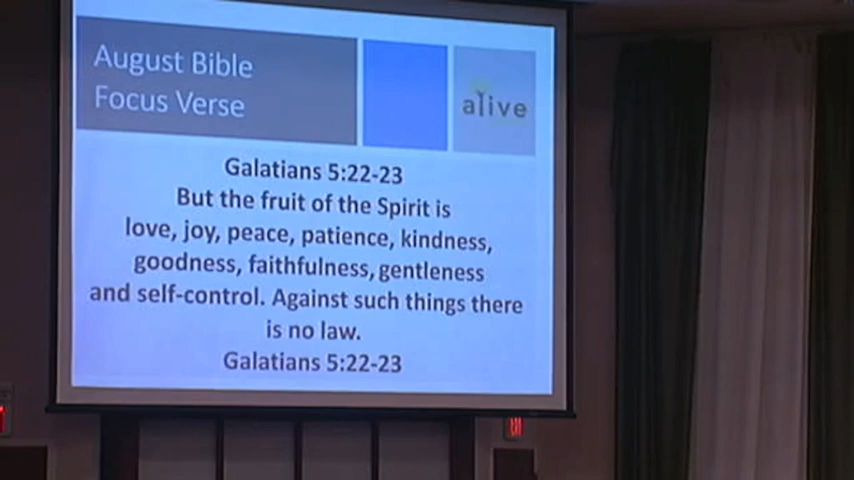 August Bible
Focus Verse
alive
Galatians 5:22-23
But the fruit of the Spirit is
love, joy, peace, patience, kindness,
goodness, faithfulness, gentleness
and self-control. Against such things there
is no law.
Galatians 5:22-23